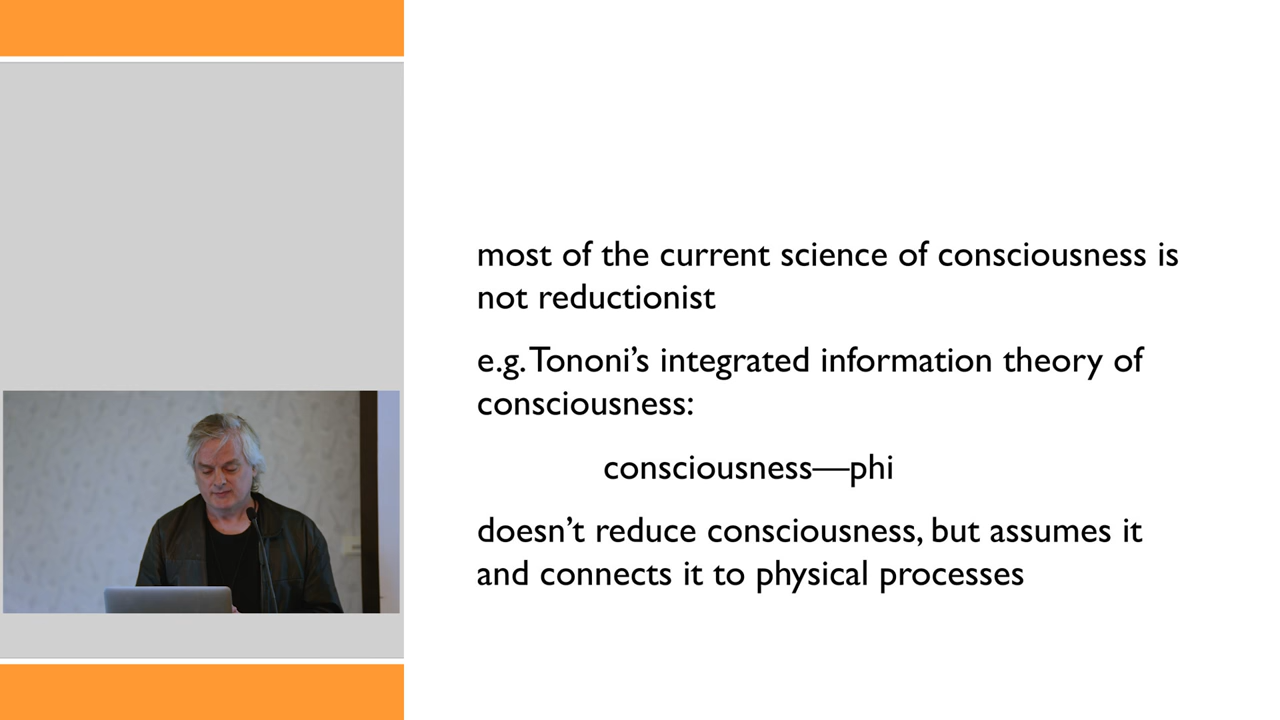 most of the current science of consciousness is
not reductionist
e.g. Tononi's integrated information theory of
consciousness:
consciousness—phi
doesn't reduce consciousness, but assumes it
and connects it to physical processes